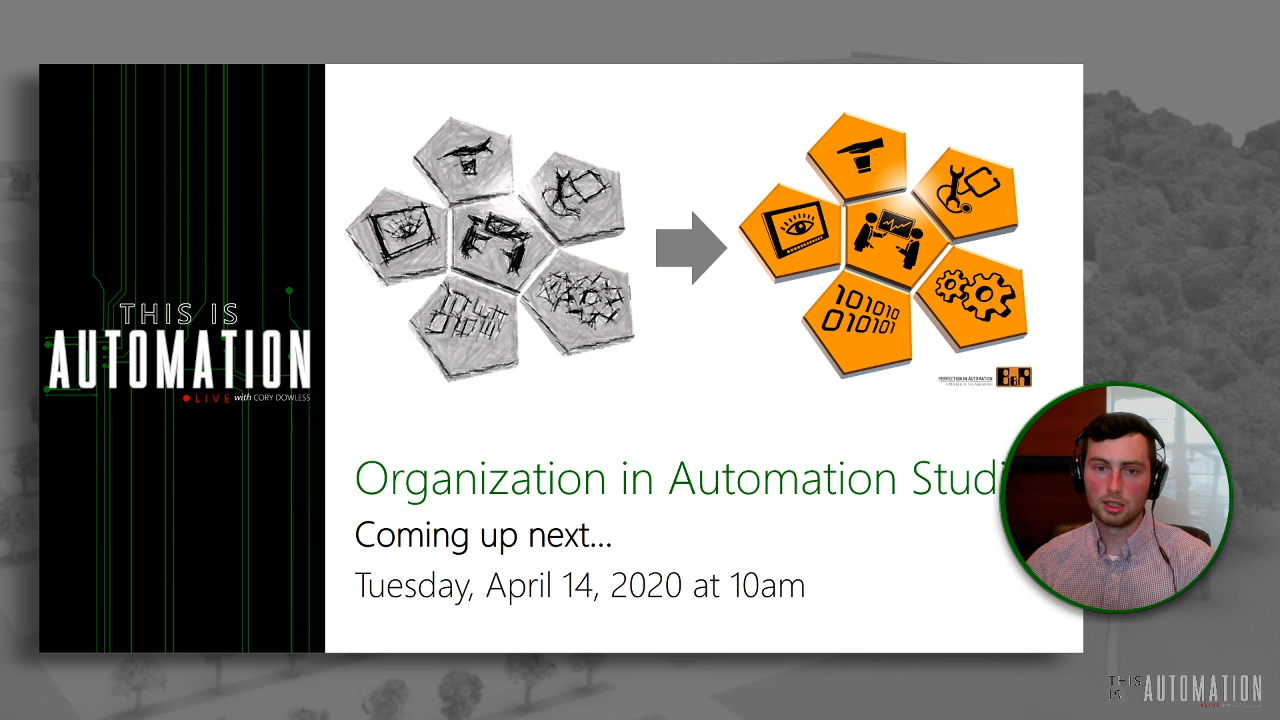 THIS IS
AUTOMATION
LIVE with CORY DOWLESS
101010
010101
PERFECTION IN AUTOMATION
B&R
Organization in Automation Studi
Coming up next...
Tuesday, April 14, 2020 at 10am
THIS
IS
AUTOMATION